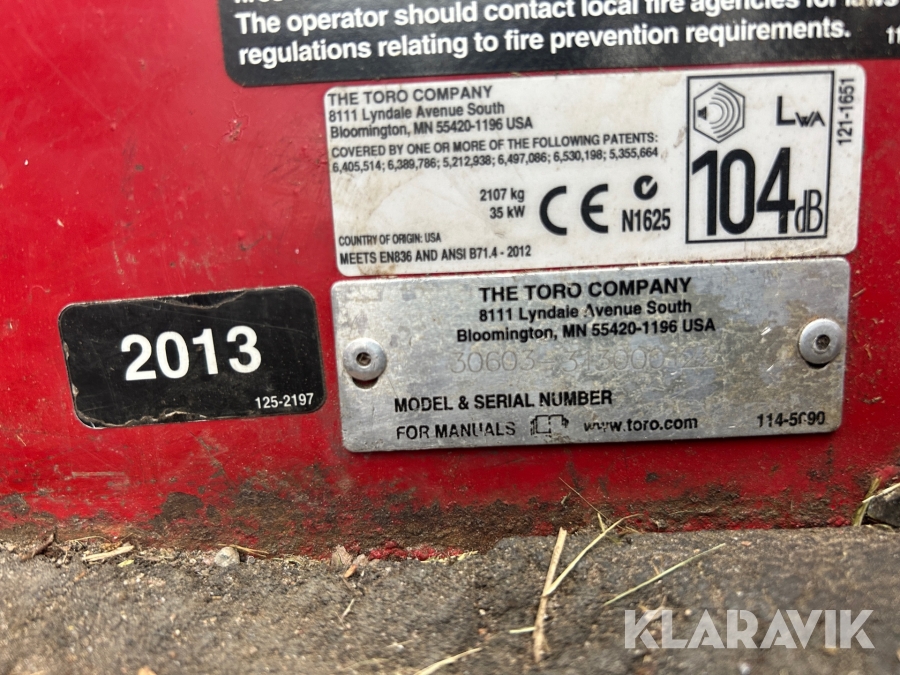 The operator should contact local fire agencies for laws
regulations relating to fire prevention requirements.
THE TORO COMPANY
8111 Lyndale Avenue South
Bloomington, MN 55420-1196 USA
COVERED BY ONE OR MORE OF THE FOLLOWING PATENTS:
6,405,514; 6,389,786; 5,212,938; 6,497,086; 6,530,198; 5,355,664
2107 kg
35 kW
CE
N1625
COUNTRY OF ORIGIN: USA
MEETS EN836 AND ANSI B71.4 - 2012
LWA
104dB
121-1651
2013
125-2197
THE TORO COMPANY
8111 Lyndale Avenue South
Bloomington, MN 55420-1196 USA
30603
MODEL & SERIAL NUMBER
FOR MANUALS www.toro.com
KLARAVIK